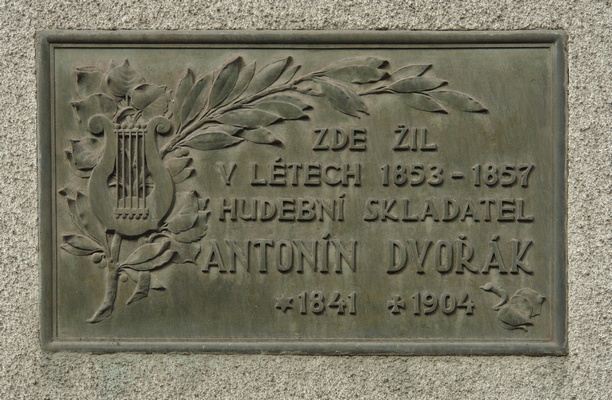 ZDE ŽIL
V LÉTECH 1853-1857
HUDEBNÍ SKLADATEL
ANTONÍN DVOŘÁK
*1841 ✢1904